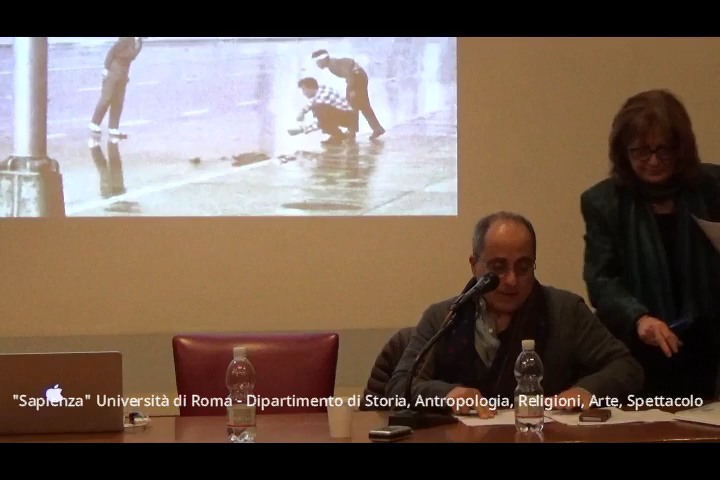 "Sapienza" Università di Roma - Dipartimento di Storia, Antropologia, Religioni, Arte, Spettacolo